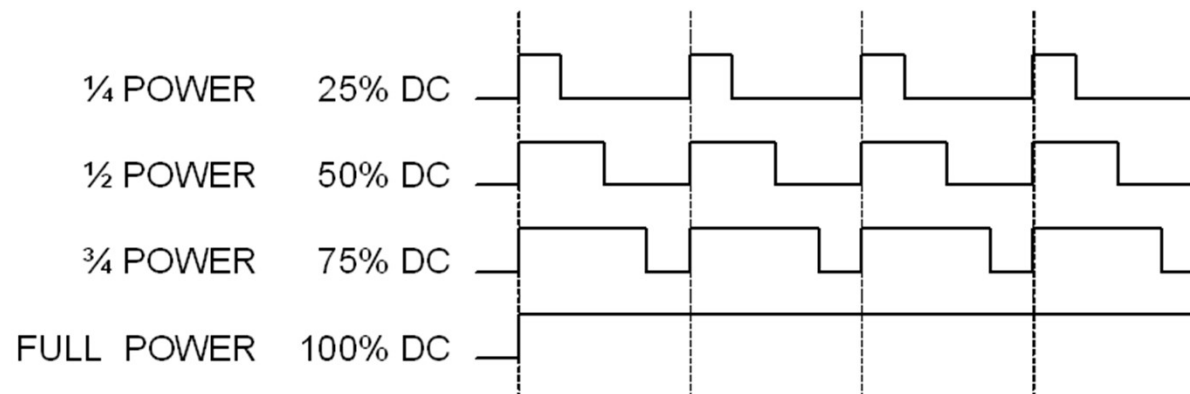 ¼ POWER 25% DC
½ POWER 50% DC
¾ POWER 75% DC
FULL POWER 100% DC